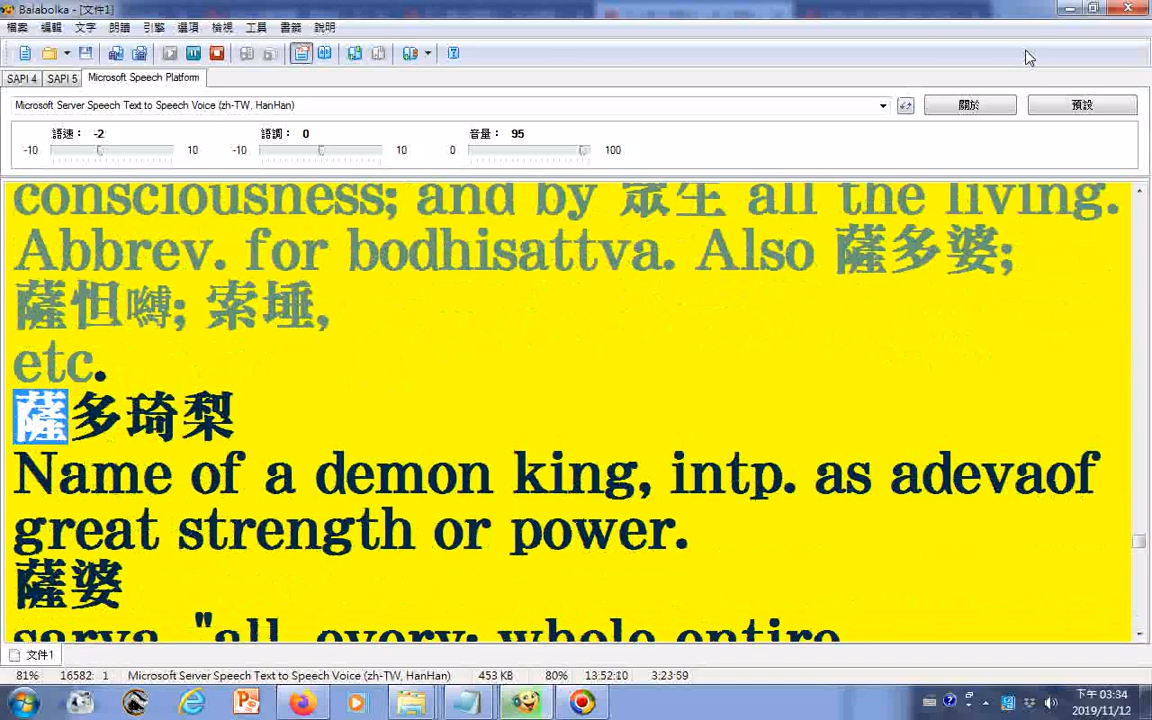 Balabolka - [文件1]
檔案 編輯 文字 朗讀 引擎 選項 檢視 工具 書籤 說明
SAPI 4 SAPI 5 Microsoft Speech Platform
Microsoft Server Speech Text to Speech Voice (zh-TW, HanHan) 關於 預設
語速： -2 語調： 0 音量： 95
-10 10 -10 10 0 100
consciousness; and by 眾生 all the living.
Abbrev. for bodhisattva. Also 薩多婆;
薩怛嚩; 索埵,
etc.
薩多琦梨
Name of a demon king, intp. as adevaof
great strength or power.
薩婆
sarva, "all, every; whole entire
文件1
81% 16582: 1 Microsoft Server Speech Text to Speech Voice (zh-TW, HanHan) 453 KB 80% 13:52:10 3:23:59
下午 03:34
2019/11/12